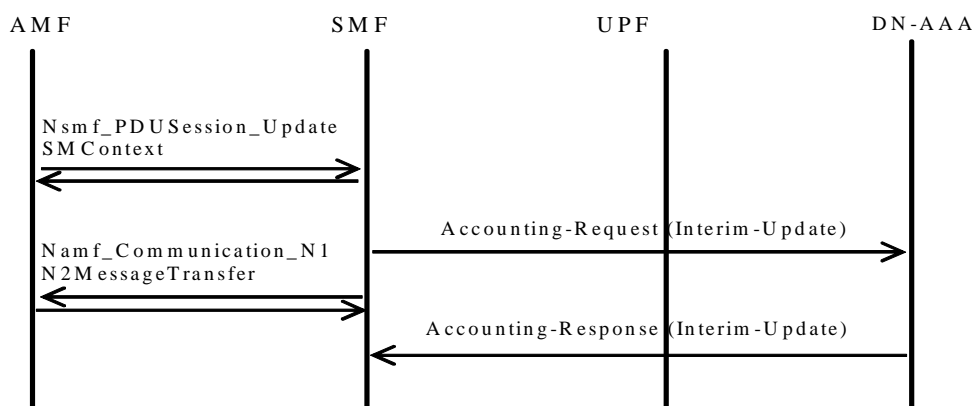 AMF SMF UPF DN-AAA
Nsmf_PDUSession_Update
SMContext
Accounting-Request (Interim-Update)
Namf_Communication_N1
N2MessageTransfer
Accounting-Response (Interim-Update)